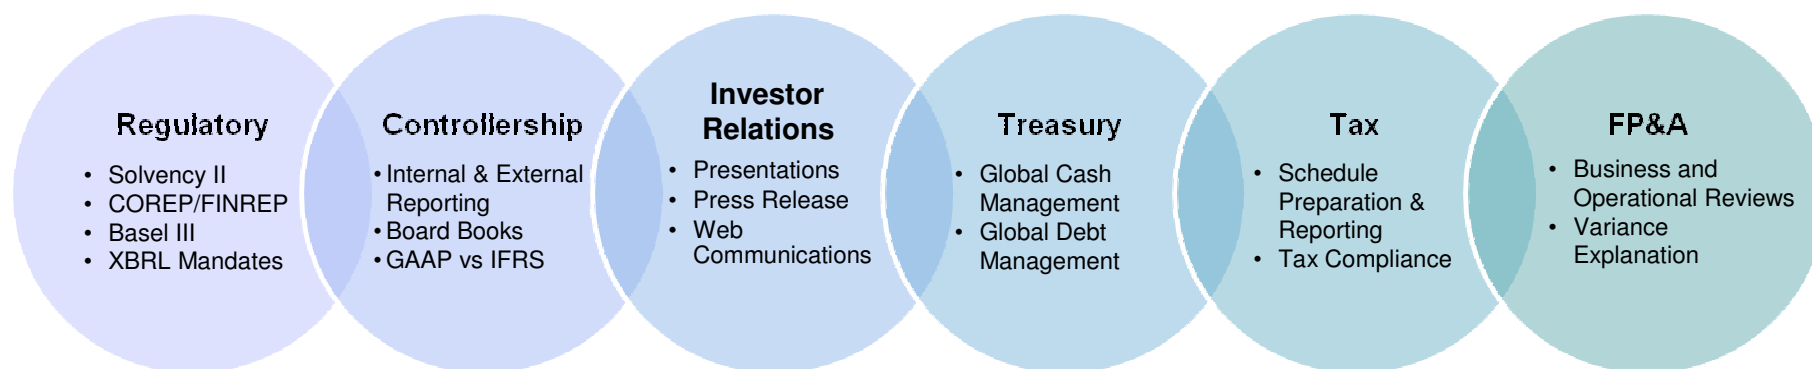 Regulatory
• Solvency II
• COREP/FINREP
• Basel III
• XBRL Mandates
Controllership
• Internal & External
Reporting
• Board Books
• GAAP vs IFRS
Investor
Relations
• Presentations
• Press Release
• Web
Communications
Treasury
• Global Cash
Management
• Global Debt
Management
Tax
• Schedule
Preparation &
Reporting
• Tax Compliance
FP&A
• Business and
Operational Reviews
• Variance
Explanation